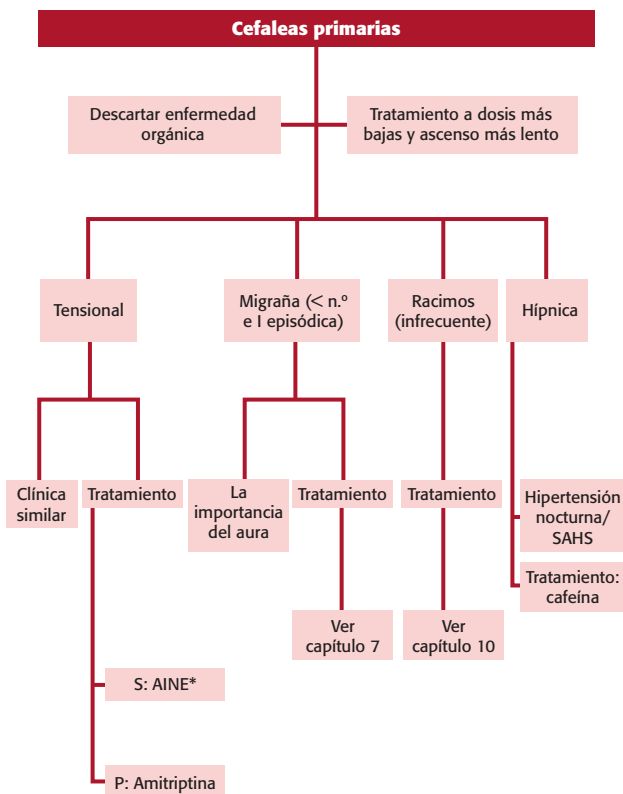 Cefaleas primarias
Descartar enfermedad
orgánica
Tratamiento a dosis más
bajas y ascenso más lento
Tensional
Migraña (< n.º
e I episódica)
Racimos
(infrecuente)
Hípnica
Clínica
similar
Tratamiento
La
importancia
del aura
Tratamiento
Tratamiento
Hipertensión
nocturna/
SAHS
Tratamiento:
cafeína
Ver
capítulo 7
Ver
capítulo 10
S: AINE*
P: Amitriptina